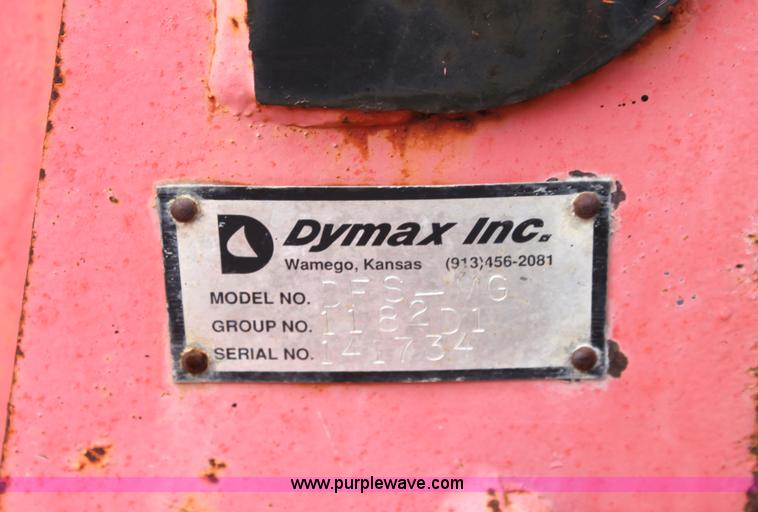 Dymax Inc.
Wamego, Kansas (913)456-2081
MODEL NO. DFS-MG
GROUP NO. 1182D1
SERIAL NO. 141734
www.purplewave.com